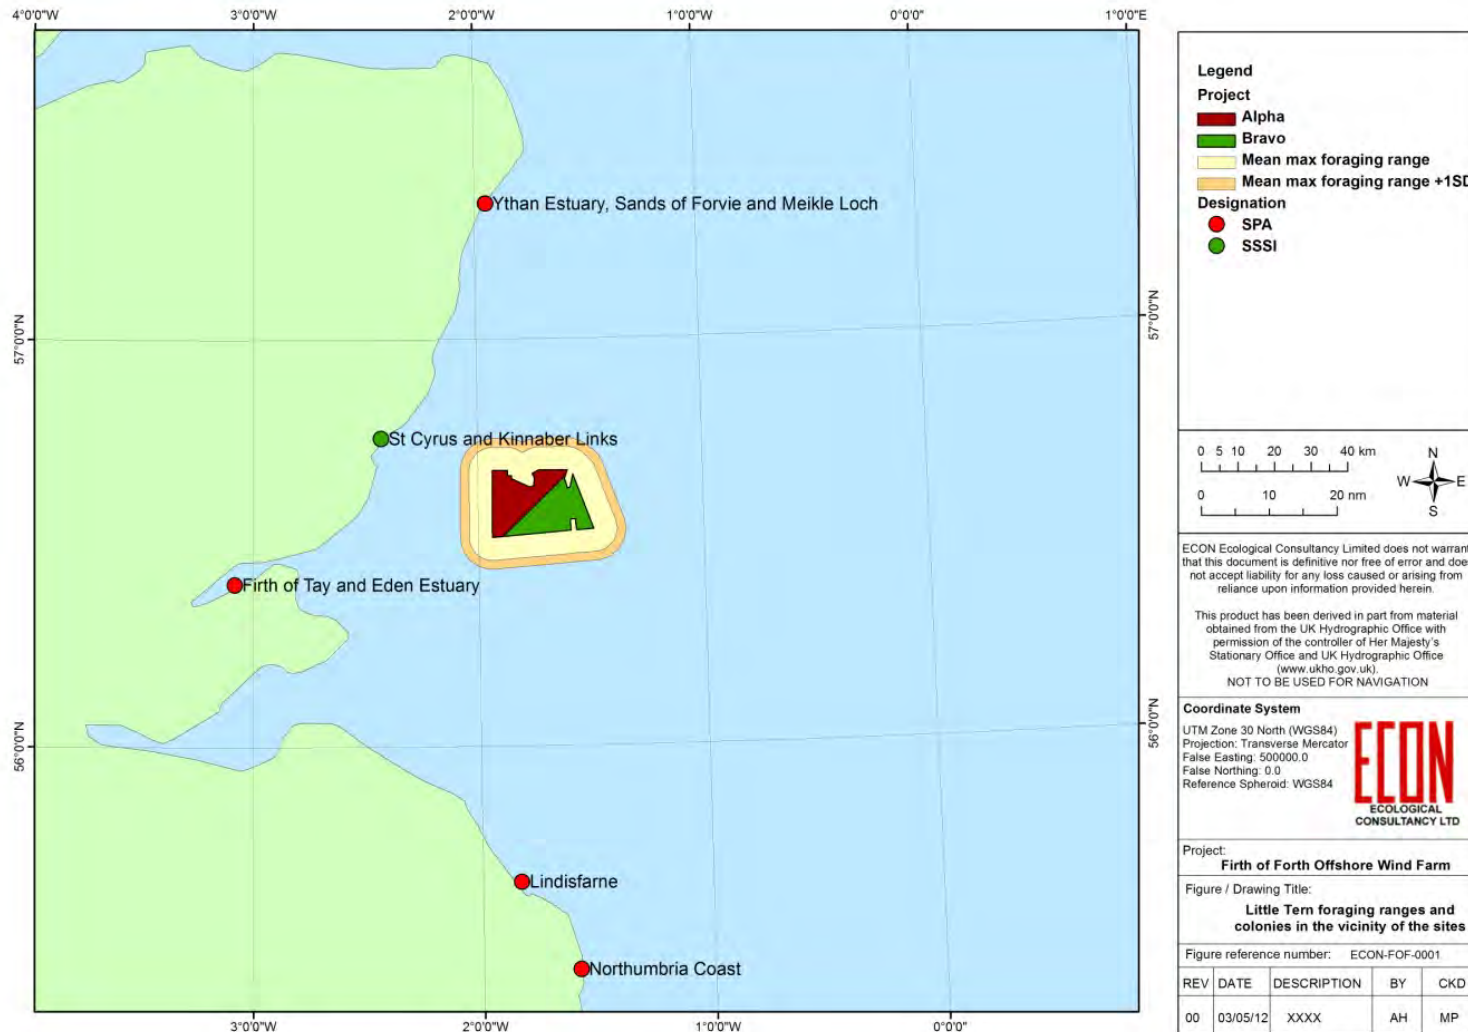 4°0'0"W
3°0'0"W
2°0'0"W
1°0'0"W
0°0'0"
1°0'0"E
Ythan Estuary, Sands of Forvie and Meikle Loch
57°0'0"N
57°0'0"N
St Cyrus and Kinnaber Links
Firth of Tay and Eden Estuary
56°0'0"N
56°0'0"N
Lindisfarne
Northumbria Coast
3°0'0"W
2°0'0"W
1°0'0"W
0°0'0"
Legend
Project
Alpha
Bravo
Mean max foraging range
Mean max foraging range +1SD
Designation
SPA
SSSI
0 5 10 20 30 40 km
0 10 20 nm
N
W E
S
ECON Ecological Consultancy Limited does not warrant
that this document is definitive nor free of error and doe
not accept liability for any loss caused or arising from
reliance upon information provided herein.
This product has been derived in part from material
obtained from the UK Hydrographic Office with
permission of the controller of Her Majesty's
Stationary Office and UK Hydrographic Office
(www.ukho.gov.uk).
NOT TO BE USED FOR NAVIGATION
Coordinate System
UTM Zone 30 North (WGS84)
Projection: Transverse Mercator
False Easting: 500000.0
False Northing: 0.0
Reference Spheroid: WGS84
ECON
ECOLOGICAL
CONSULTANCY LTD
Project:
Firth of Forth Offshore Wind Farm
Figure / Drawing Title:
Little Tern foraging ranges and
colonies in the vicinity of the sites
Figure reference number: ECON-FOF-0001
REV DATE DESCRIPTION BY CKD
00 03/05/12 XXXX AH MP